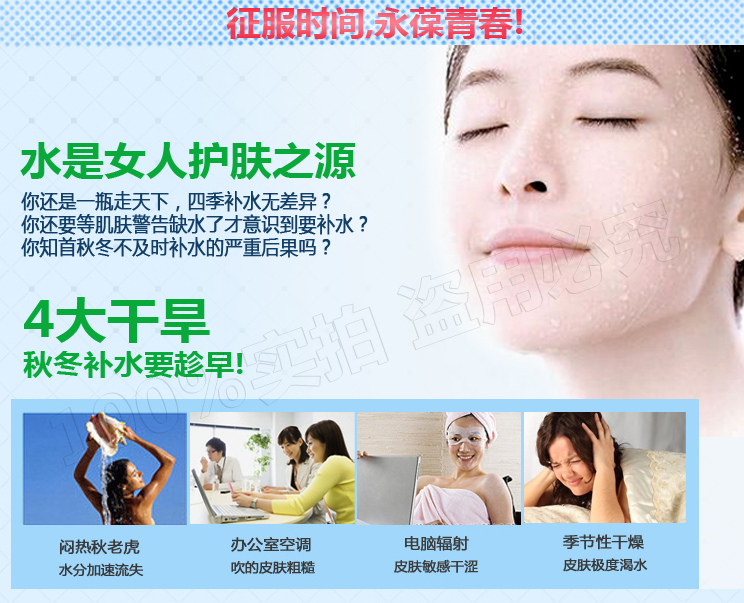 征服时间,永葆青春!
水是女人护肤之源
你还是一瓶走天下，四季补水无差异？
你还要等肌肤警告缺水了才意识到要补水？
你知首秋冬不及时补水的严重后果吗？
4大干旱
秋冬补水要趁早!
100%实拍 盗用必究
闷热秋老虎
水分加速流失
办公室空调
吹的皮肤粗糙
电脑辐射
皮肤敏感干涩
季节性干燥
皮肤极度渴水